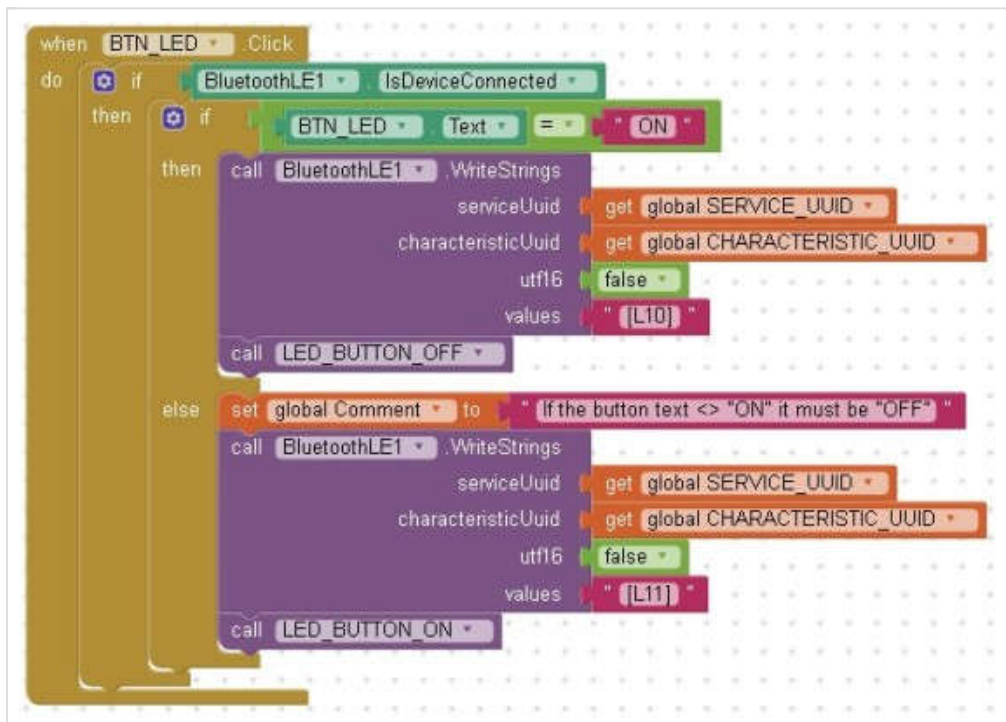 when BTN_LED .Click
do if BluetoothLE1 . IsDeviceConnected
then if BTN_LED . Text = " ON "
then call BluetoothLE1 .WriteStrings
serviceUuid get global SERVICE_UUID
characteristicUuid get global CHARACTERISTIC_UUID
utf16 false
values " [L10] "
call LED_BUTTON_OFF
else set global Comment to " If the button text <> "ON" it must be "OFF" "
call BluetoothLE1 .WriteStrings
serviceUuid get global SERVICE_UUID
characteristicUuid get global CHARACTERISTIC_UUID
utf16 false
values " [L11] "
call LED_BUTTON_ON